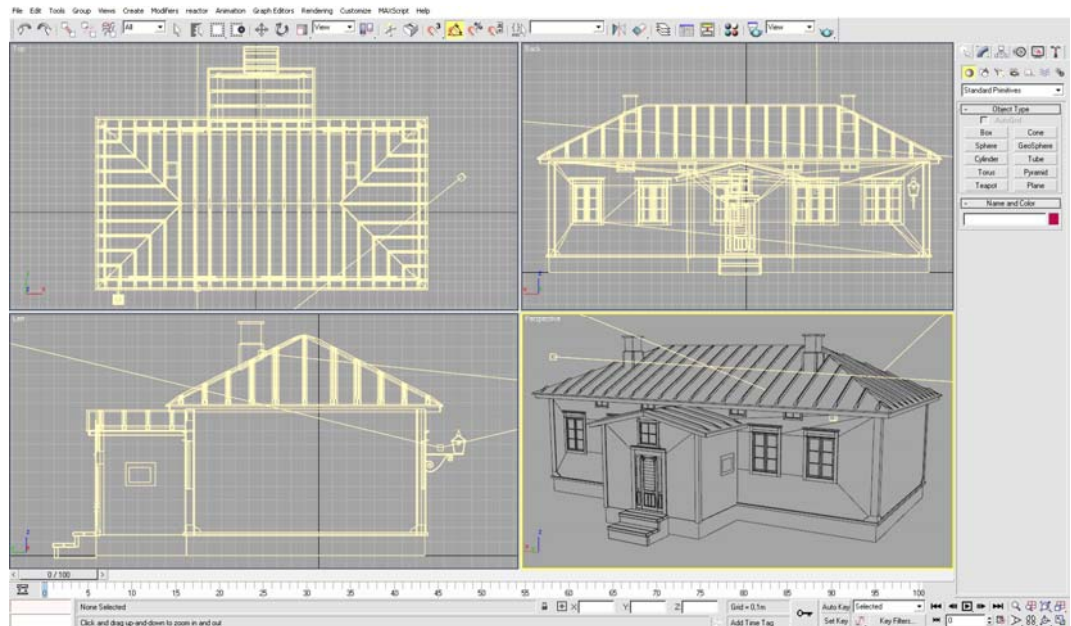 File Edit Tools Group Views Create Modifiers reactor Animation Graph Editors Rendering Customize MAXScript Help
All View View
Top
Back
Left
Perspective
Standard Primitives
- Object Type
AutoGrid
Box Cone
Sphere GeoSphere
Cylinder Tube
Torus Pyramid
Teapot Plane
- Name and Color
< 0 / 100 >
0 5 10 15 20 25 30 35 40 45 50 55 60 65 70 75 80 85 90 95 100
None Selected X: Y: Z: Grid = 0,1m Auto Key Selected
Click and drag up-and-down to zoom in and out Add Time Tag Set Key Key Filters... 0